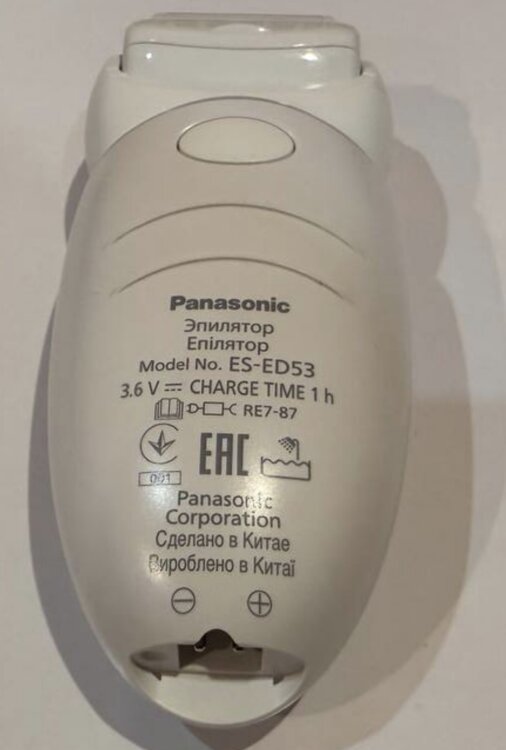 Panasonic
Эпилятор
Епілятор
Model No. ES-ED53
3.6 V ⎓ CHARGE TIME 1 h
RE7-87
EAC
001
Panasonic
Corporation
Сделано в Китае
Вироблено в Китаї
⊖ ⊕